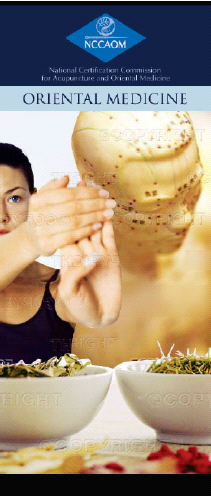 NCCAOM
National Certification Commission
for Acupuncture and Oriental Medicine
ORIENTAL MEDICINE